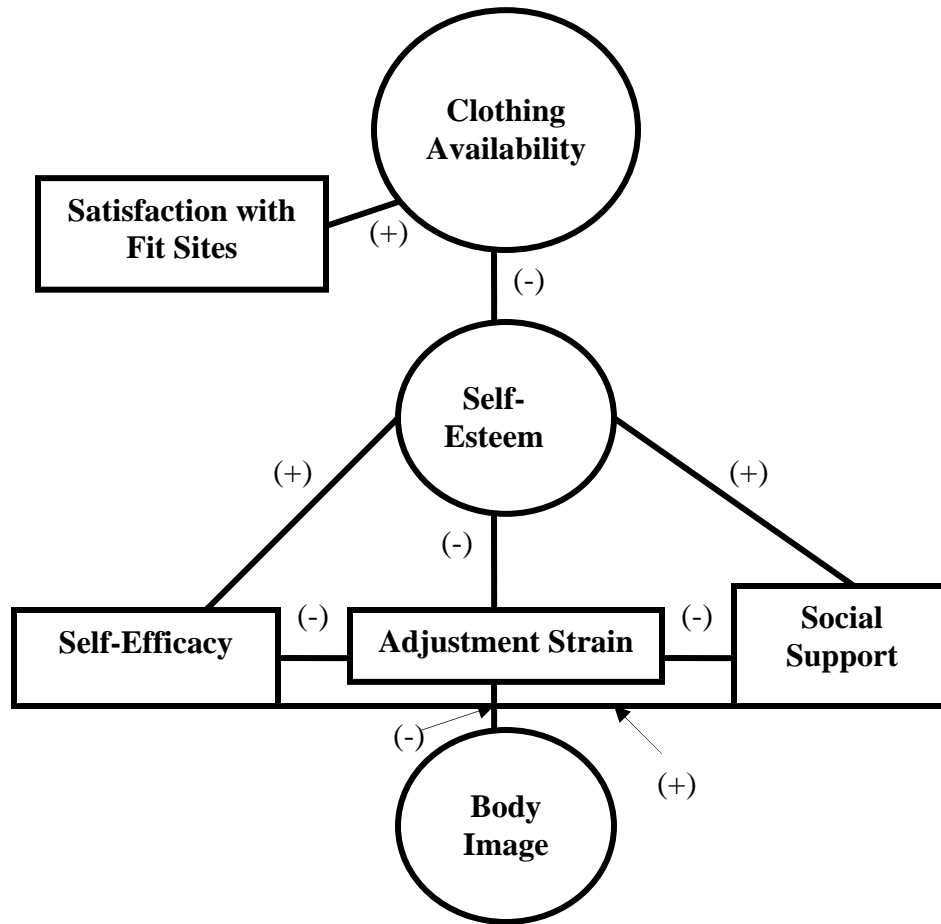 Clothing
Availability
Satisfaction with
Fit Sites
(+)
(-)
Self-
Esteem
(+)
(+)
(-)
Self-Efficacy
(-)
Adjustment Strain
(-)
Social
Support
(-)
(+)
Body
Image